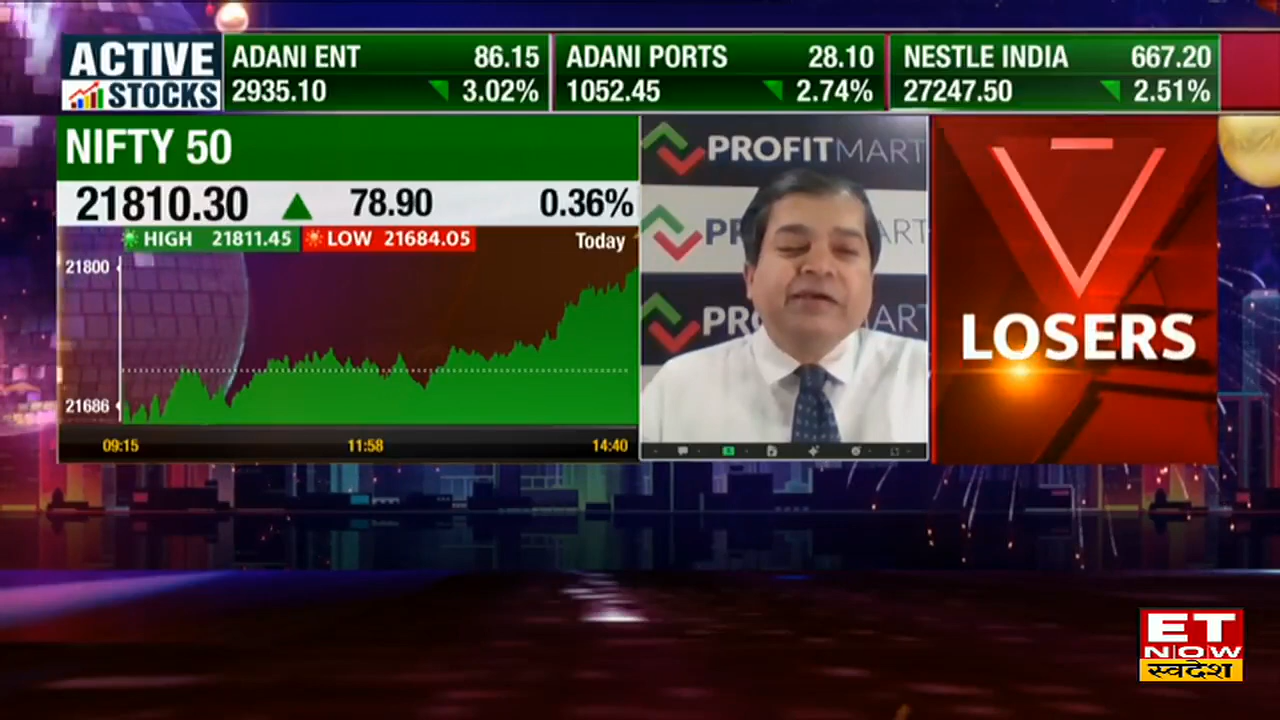 ACTIVE STOCKS
ADANI ENT 86.15
2935.10 3.02%
ADANI PORTS 28.10
1052.45 2.74%
NESTLE INDIA 667.20
27247.50 2.51%
NIFTY 50
21810.30 78.90 0.36%
HIGH 21811.45 LOW 21684.05 Today
21800
21686
09:15 11:58 14:40
PROFITMART
LOSERS
ET
NOW
स्वदेश